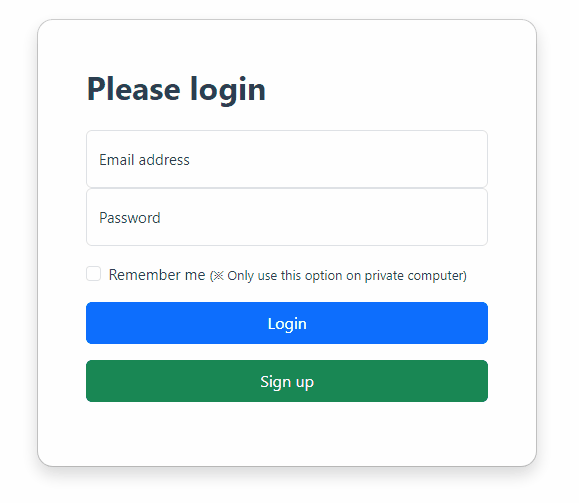 Please login
Email address
Password
Remember me (※ Only use this option on private computer)
Login
Sign up